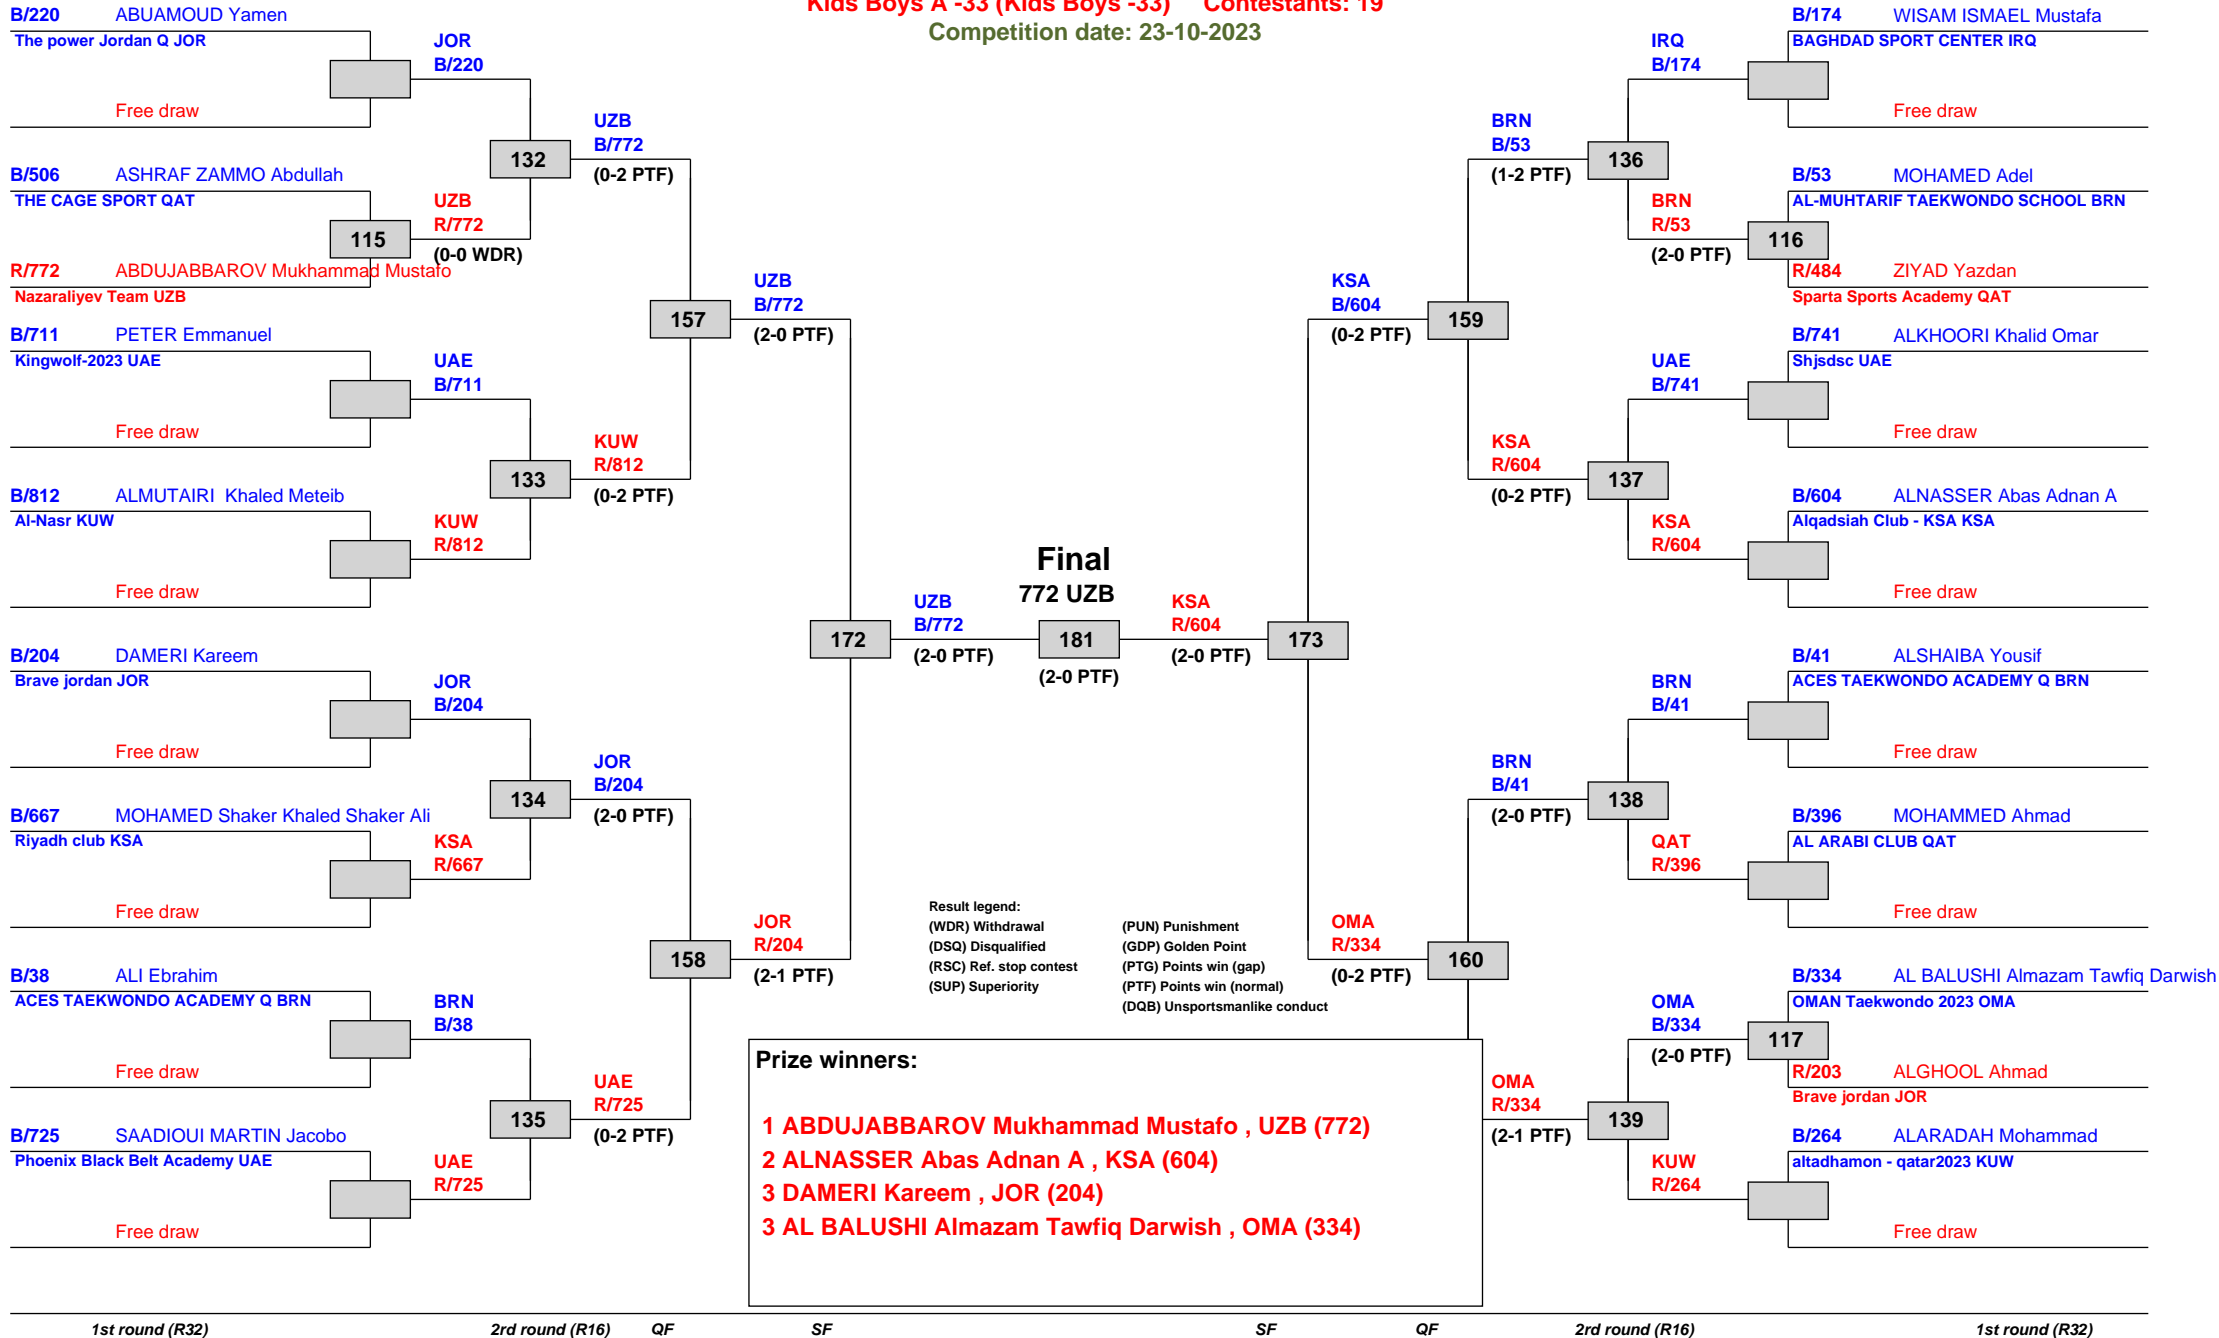 Kids Boys A -33 (Kids Boys -33) Contestants: 19
Competition date: 23-10-2023
B/220 ABUAMOUD Yamen
The power Jordan Q JOR
Free draw
JOR
B/220
B/506 ASHRAF ZAMMO Abdullah
THE CAGE SPORT QAT
115
R/772 ABDUJABBAROV Mukhammad Mustafo
Nazaraliyev Team UZB
UZB
R/772
(0-0 WDR)
132
UZB
B/772
(0-2 PTF)
B/711 PETER Emmanuel
Kingwolf-2023 UAE
Free draw
UAE
B/711
B/812 ALMUTAIRI Khaled Meteib
Al-Nasr KUW
Free draw
KUW
R/812
133
KUW
R/812
(0-2 PTF)
157
UZB
B/772
(2-0 PTF)
B/204 DAMERI Kareem
Brave jordan JOR
Free draw
JOR
B/204
B/667 MOHAMED Shaker Khaled Shaker Ali
Riyadh club KSA
Free draw
KSA
R/667
134
JOR
B/204
(2-0 PTF)
B/38 ALI Ebrahim
ACES TAEKWONDO ACADEMY Q BRN
Free draw
BRN
B/38
B/725 SAADIOUI MARTIN Jacobo
Phoenix Black Belt Academy UAE
Free draw
UAE
R/725
135
UAE
R/725
(0-2 PTF)
158
JOR
R/204
(2-1 PTF)
172
UZB
B/772
(2-0 PTF)
Final
772 UZB
181
(2-0 PTF)
KSA
R/604
(2-0 PTF)
173
B/174 WISAM ISMAEL Mustafa
BAGHDAD SPORT CENTER IRQ
Free draw
IRQ
B/174
B/53 MOHAMED Adel
AL-MUHTARIF TAEKWONDO SCHOOL BRN
116
R/484 ZIYAD Yazdan
Sparta Sports Academy QAT
BRN
R/53
(2-0 PTF)
136
BRN
B/53
(1-2 PTF)
B/741 ALKHOORI Khalid Omar
Shjsdsc UAE
Free draw
UAE
B/741
B/604 ALNASSER Abas Adnan A
Alqadsiah Club - KSA KSA
Free draw
KSA
R/604
137
KSA
R/604
(0-2 PTF)
159
KSA
B/604
(0-2 PTF)
B/41 ALSHAIBA Yousif
ACES TAEKWONDO ACADEMY Q BRN
Free draw
BRN
B/41
B/396 MOHAMMED Ahmad
AL ARABI CLUB QAT
Free draw
QAT
R/396
138
BRN
B/41
(2-0 PTF)
B/334 AL BALUSHI Almazam Tawfiq Darwish
OMAN Taekwondo 2023 OMA
117
R/203 ALGHOOL Ahmad
Brave jordan JOR
OMA
B/334
(2-0 PTF)
B/264 ALARADAH Mohammad
altadhamon - qatar2023 KUW
Free draw
KUW
R/264
139
OMA
R/334
(2-1 PTF)
160
OMA
R/334
(0-2 PTF)
Result legend:
(WDR) Withdrawal (PUN) Punishment
(DSQ) Disqualified (GDP) Golden Point
(RSC) Ref. stop contest (PTG) Points win (gap)
(SUP) Superiority (PTF) Points win (normal)
(DQB) Unsportsmanlike conduct
Prize winners:
1 ABDUJABBAROV Mukhammad Mustafo , UZB (772)
2 ALNASSER Abas Adnan A , KSA (604)
3 DAMERI Kareem , JOR (204)
3 AL BALUSHI Almazam Tawfiq Darwish , OMA (334)
1st round (R32) 2rd round (R16) QF SF SF QF 2rd round (R16) 1st round (R32)